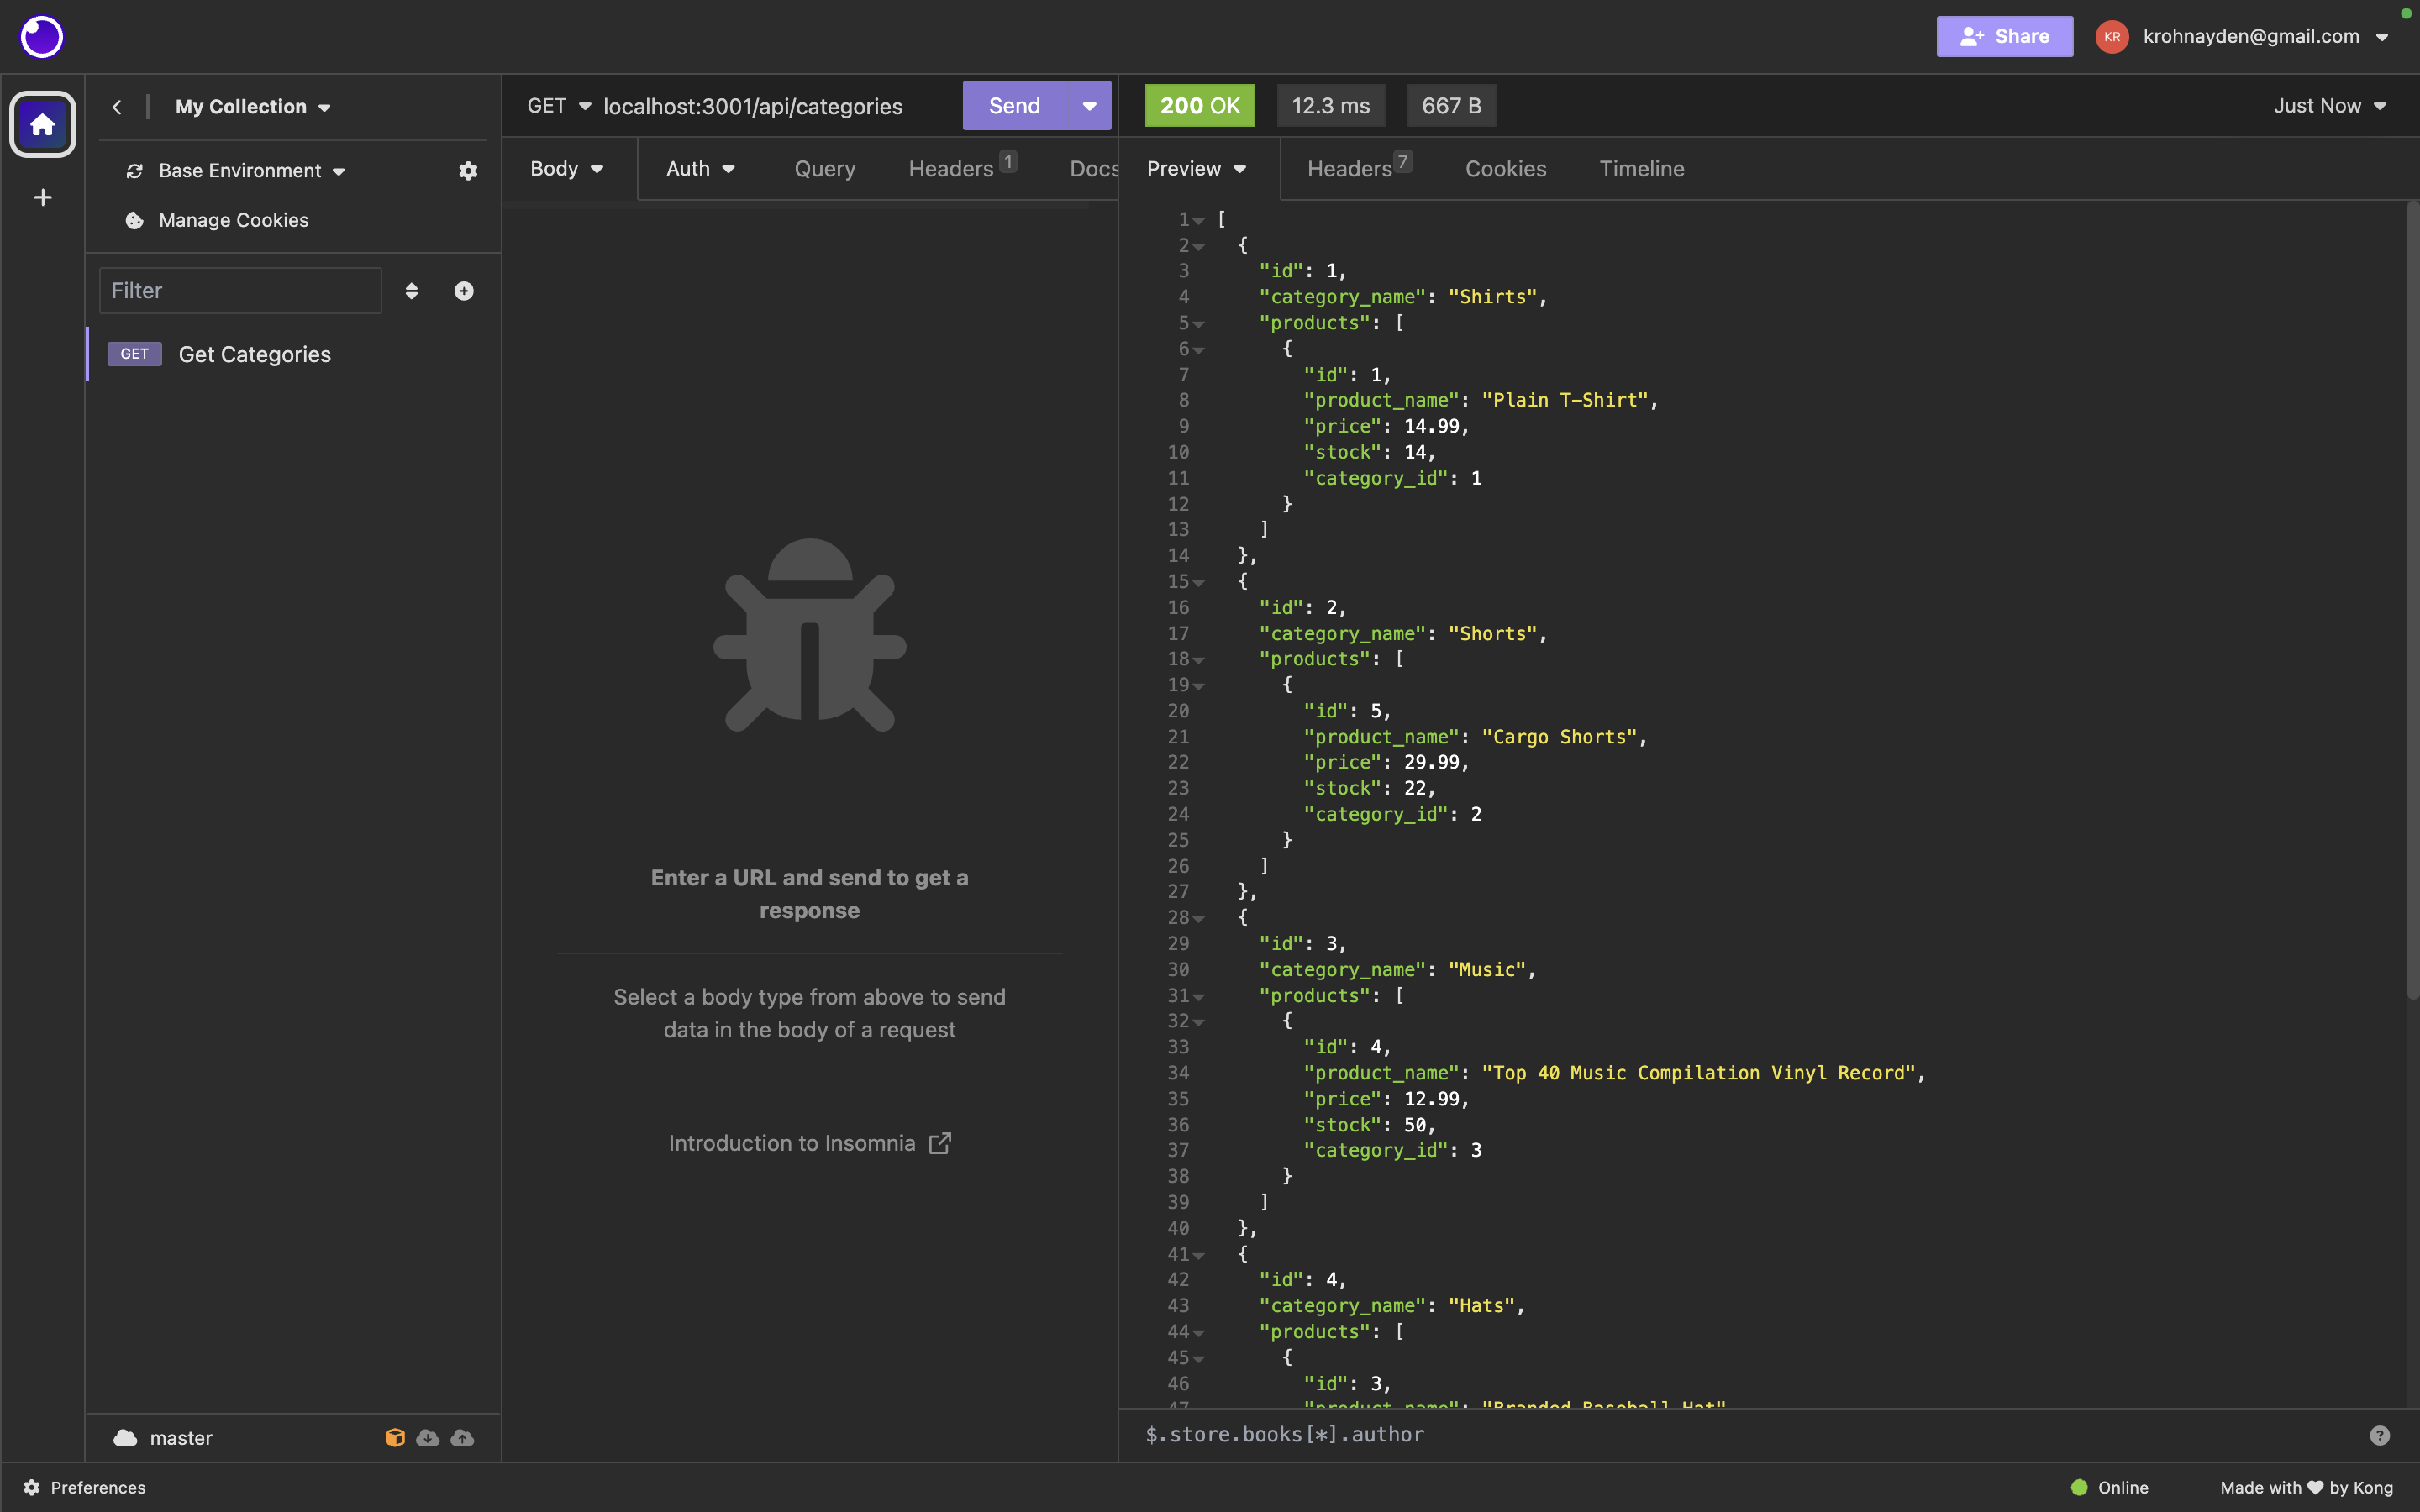 Share
KR
krohnayden@gmail.com
My Collection
Base Environment
Manage Cookies
Filter
GET Get Categories
master
GET localhost:3001/api/categories Send
Body Auth Query Headers 1 Docs
Enter a URL and send to get a
response
Select a body type from above to send
data in the body of a request
Introduction to Insomnia
200 OK 12.3 ms 667 B Just Now
Preview Headers 7 Cookies Timeline
1 [
2 {
3 "id": 1,
4 "category_name": "Shirts",
5 "products": [
6 {
7 "id": 1,
8 "product_name": "Plain T-Shirt",
9 "price": 14.99,
10 "stock": 14,
11 "category_id": 1
12 }
13 ]
14 },
15 {
16 "id": 2,
17 "category_name": "Shorts",
18 "products": [
19 {
20 "id": 5,
21 "product_name": "Cargo Shorts",
22 "price": 29.99,
23 "stock": 22,
24 "category_id": 2
25 }
26 ]
27 },
28 {
29 "id": 3,
30 "category_name": "Music",
31 "products": [
32 {
33 "id": 4,
34 "product_name": "Top 40 Music Compilation Vinyl Record",
35 "price": 12.99,
36 "stock": 50,
37 "category_id": 3
38 }
39 ]
40 },
41 {
42 "id": 4,
43 "category_name": "Hats",
44 "products": [
45 {
46 "id": 3,
47 "product_name": "Branded Baseball Hat"
$.store.books[*].author
Preferences
Online
Made with ♥ by Kong